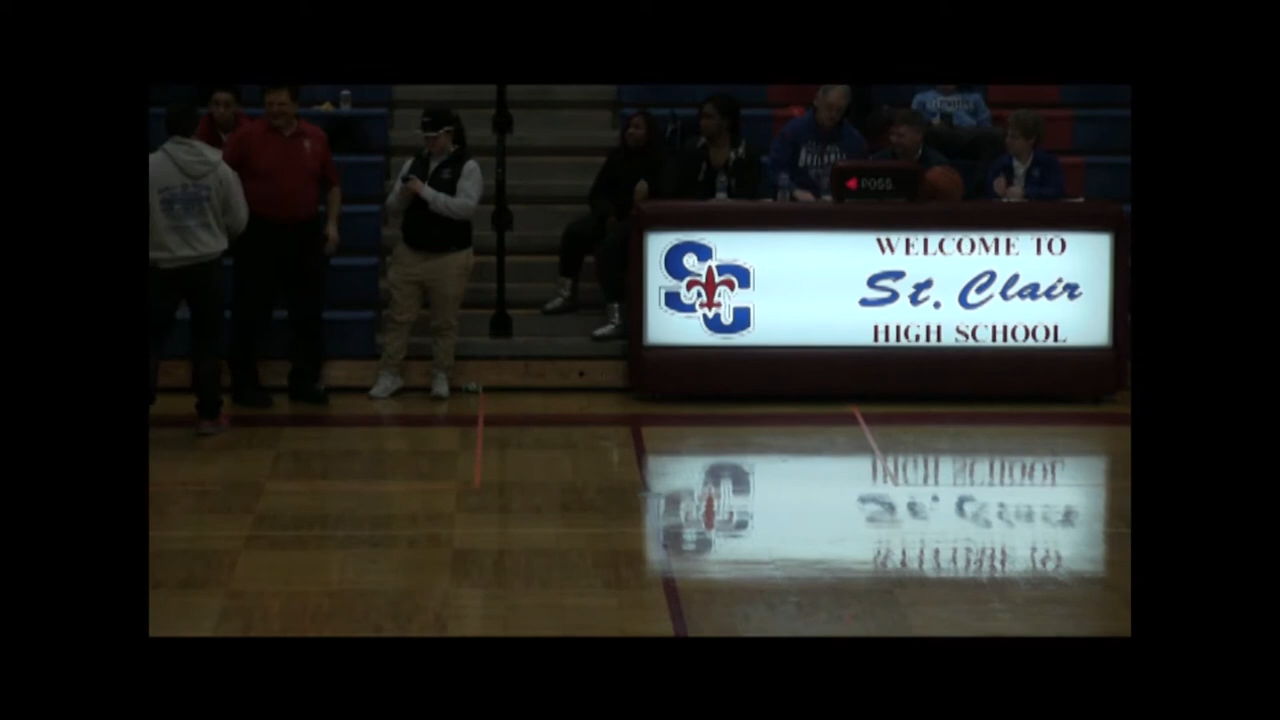 POSS
SC
WELCOME TO
St. Clair
HIGH SCHOOL